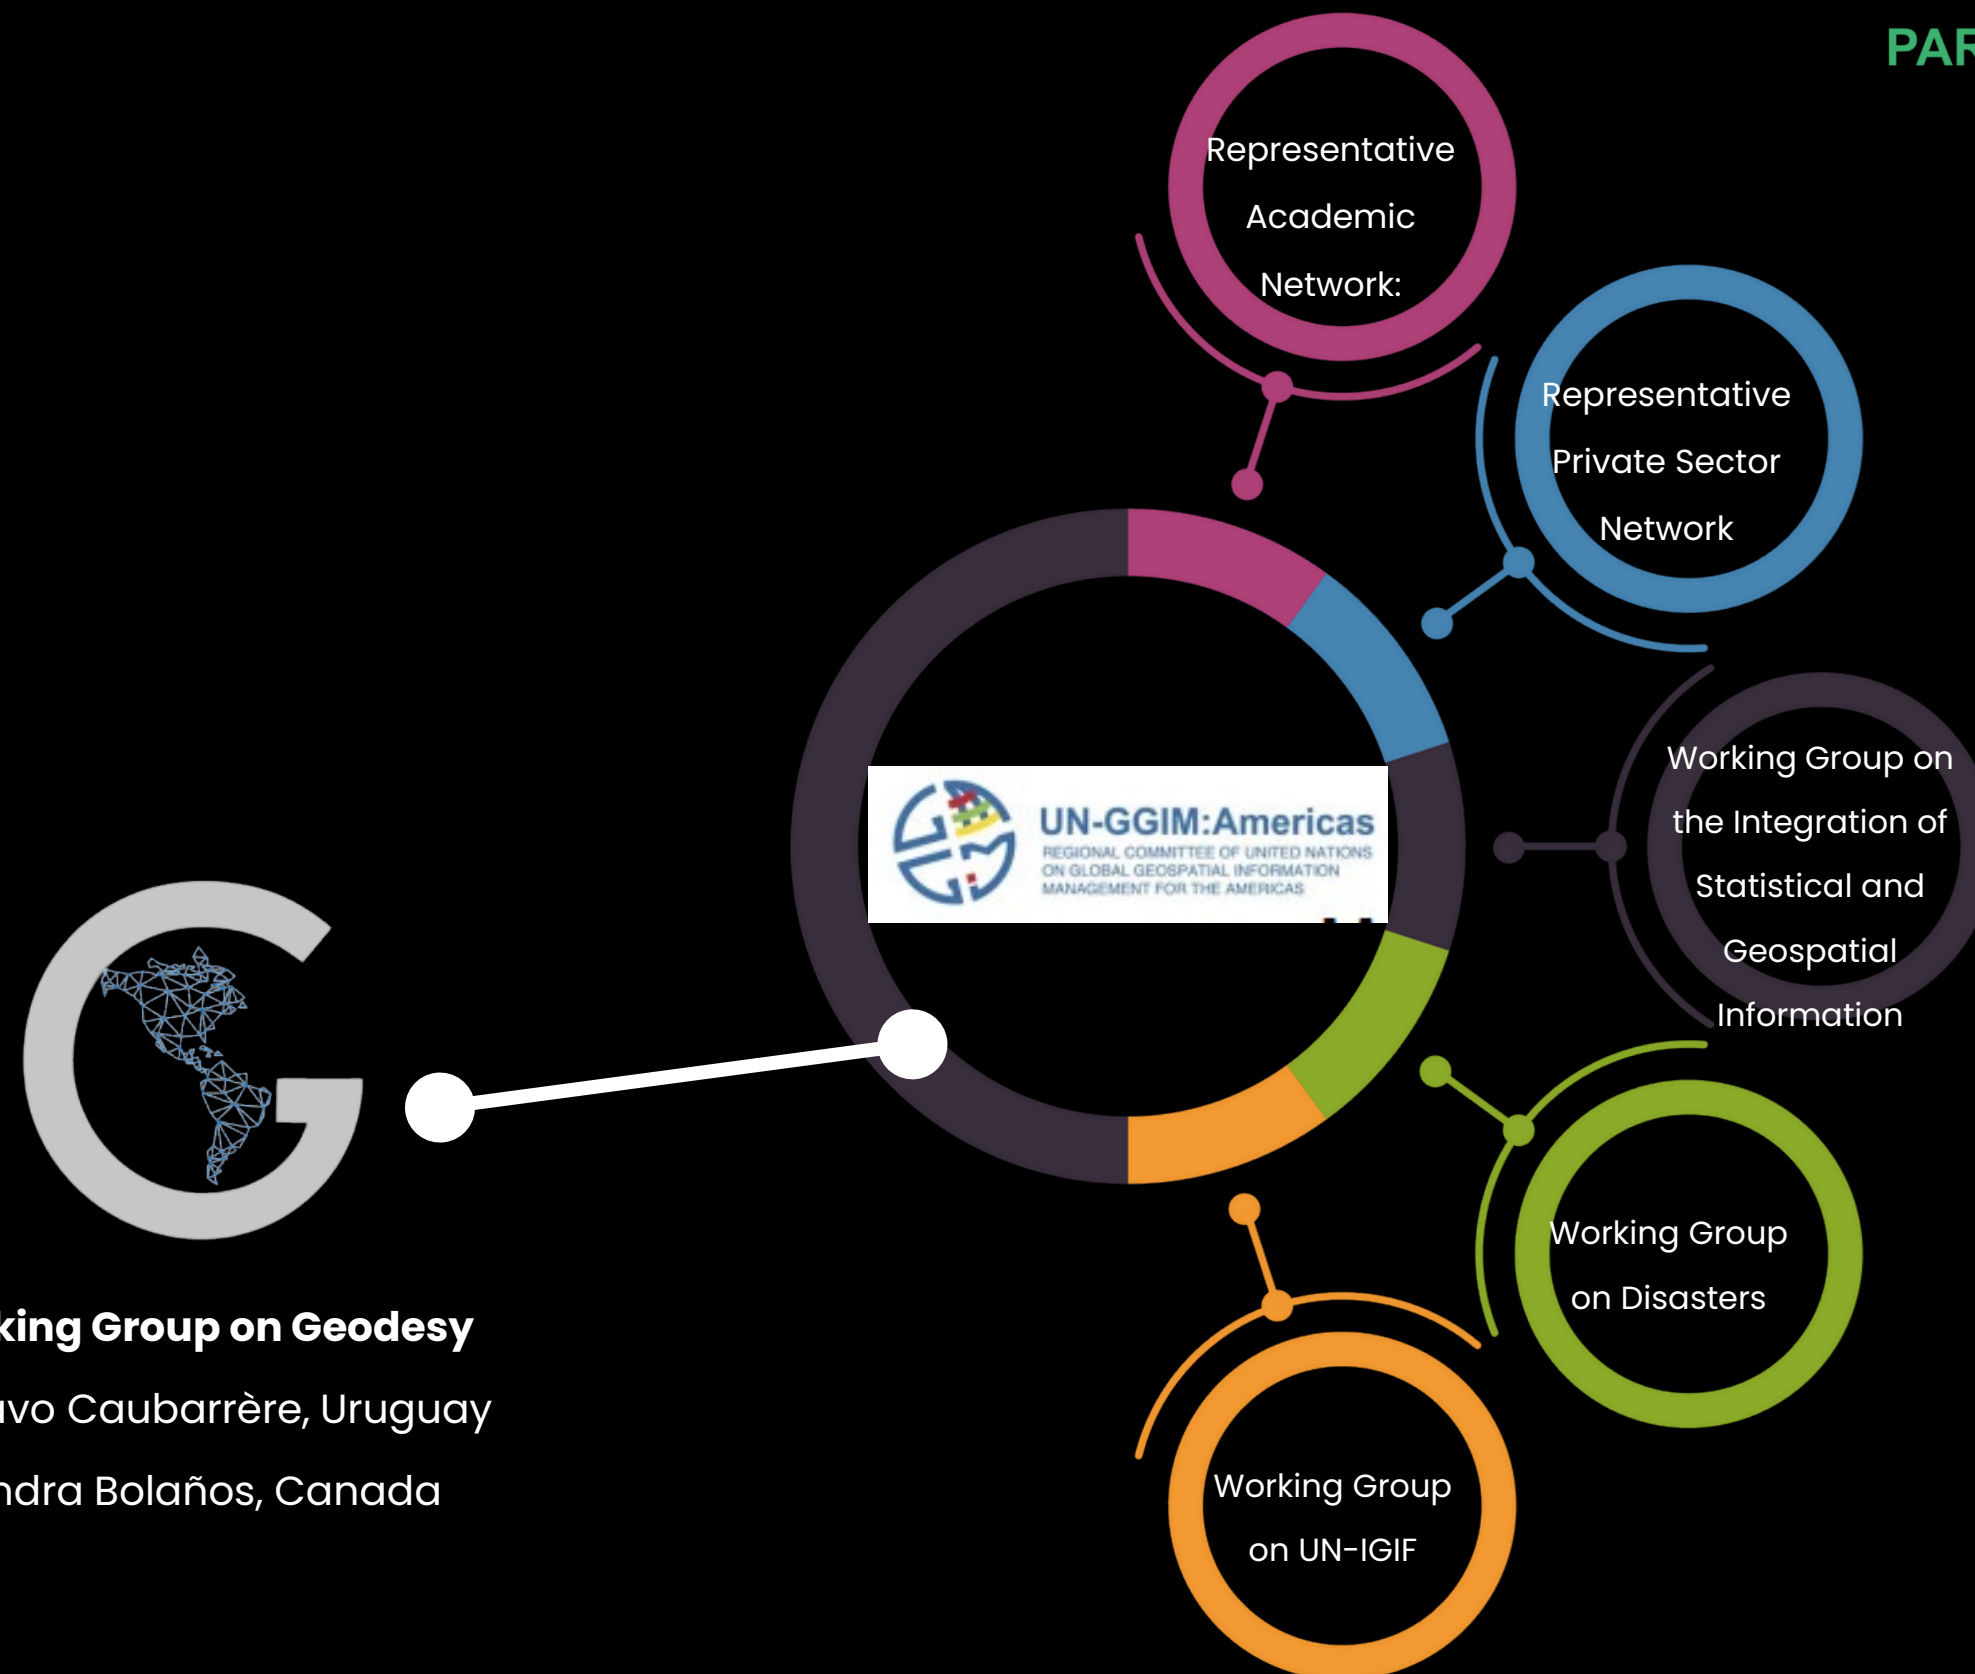 PAR
Representative
Academic
Network:
Representative
Private Sector
Network
UN-GGIM:Americas
REGIONAL COMMITTEE OF UNITED NATIONS
ON GLOBAL GEOSPATIAL INFORMATION
MANAGEMENT FOR THE AMERICAS
Working Group on
the Integration of
Statistical and
Geospatial
Information
Working Group
on Disasters
Working Group
on UN-IGIF
king Group on Geodesy
avo Caubarrère, Uruguay
ndra Bolaños, Canada